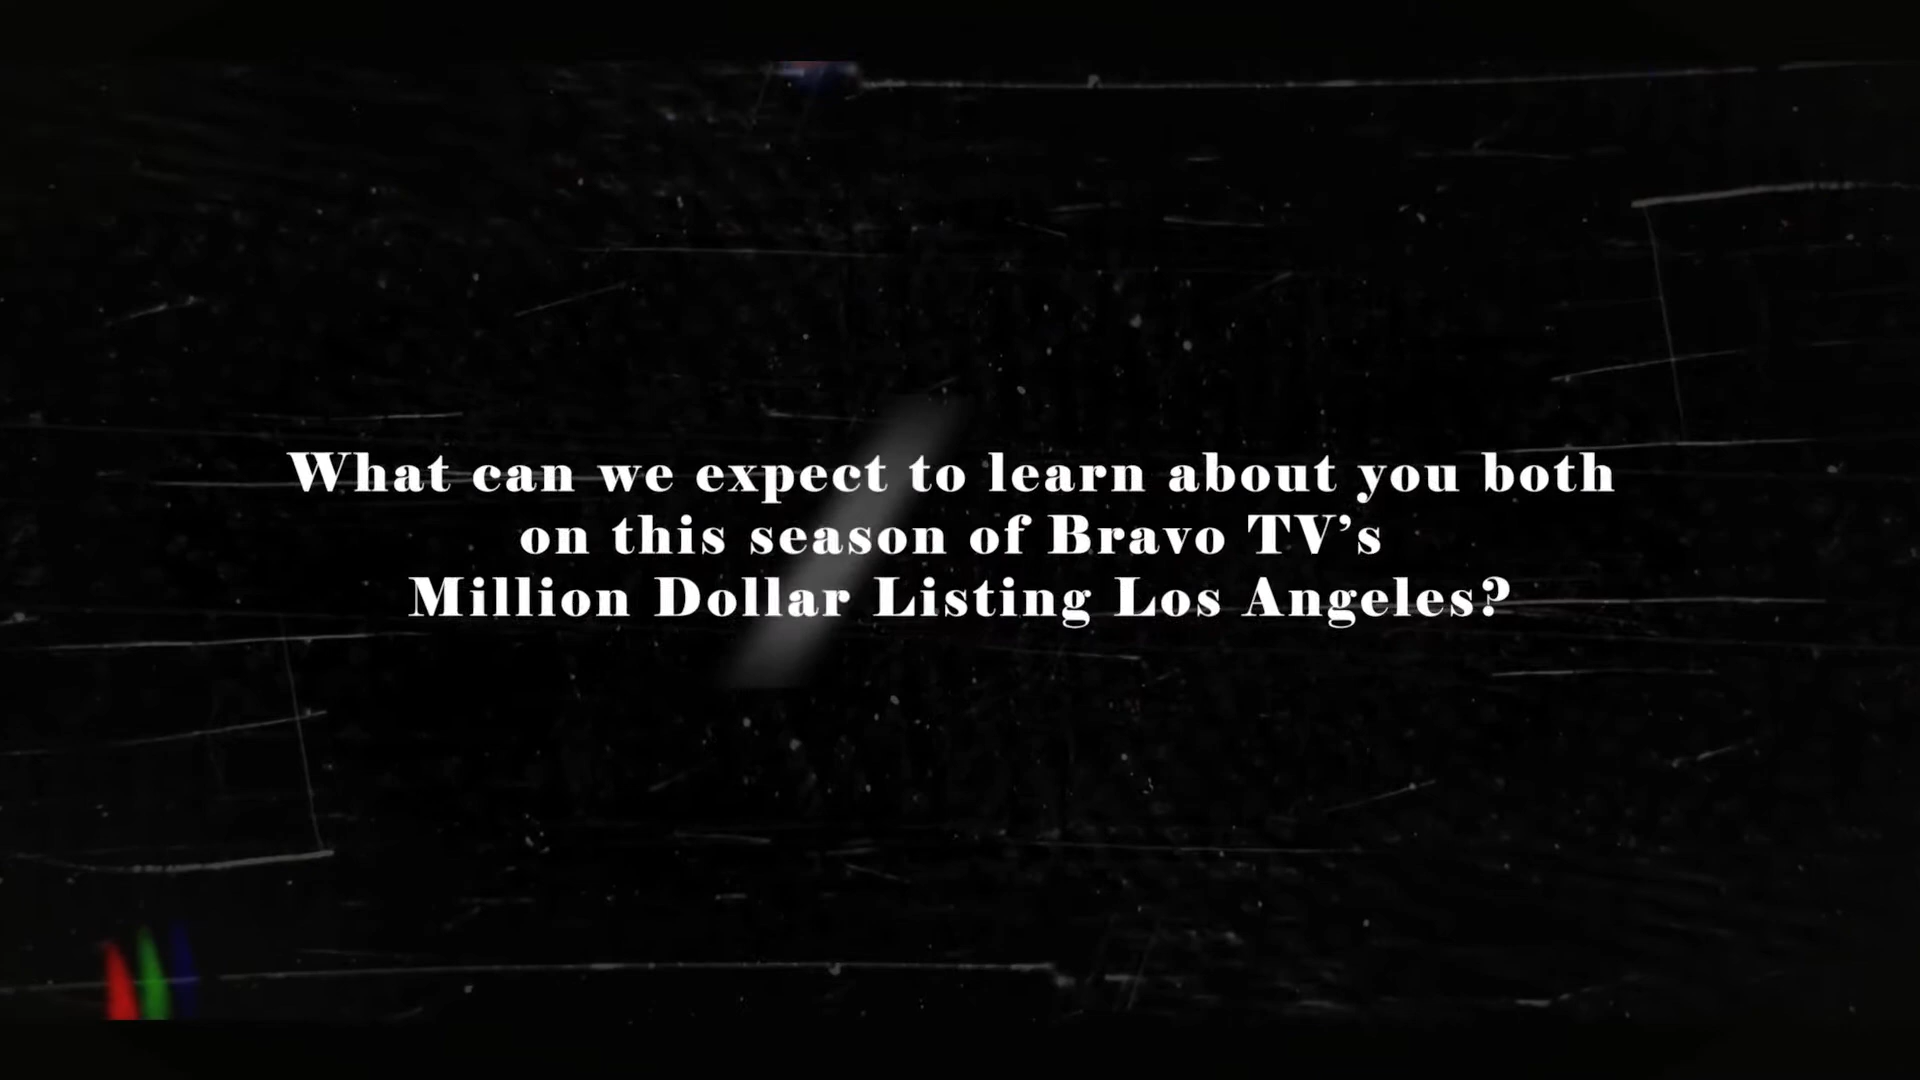 What can we expect to learn about you both
on this season of Bravo TV’s
Million Dollar Listing Los Angeles?